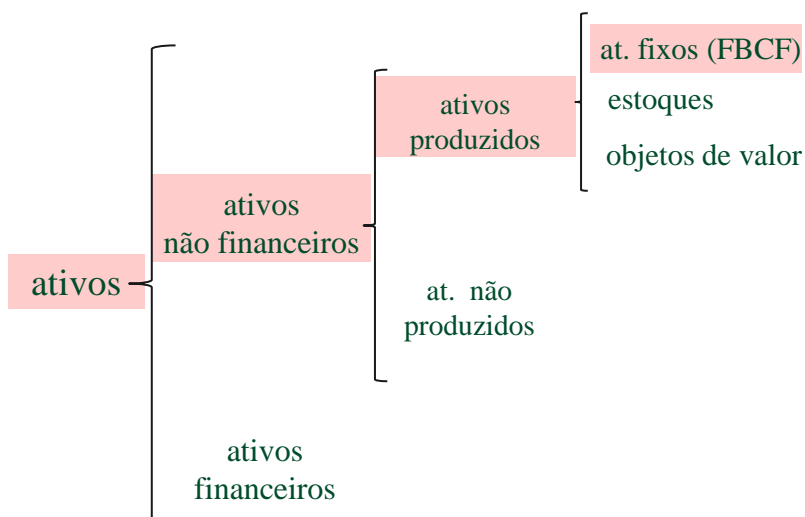 at. fixos (FBCF)
ativos
produzidos
estoques
objetos de valor
ativos
não financeiros
ativos
at. não
produzidos
ativos
financeiros